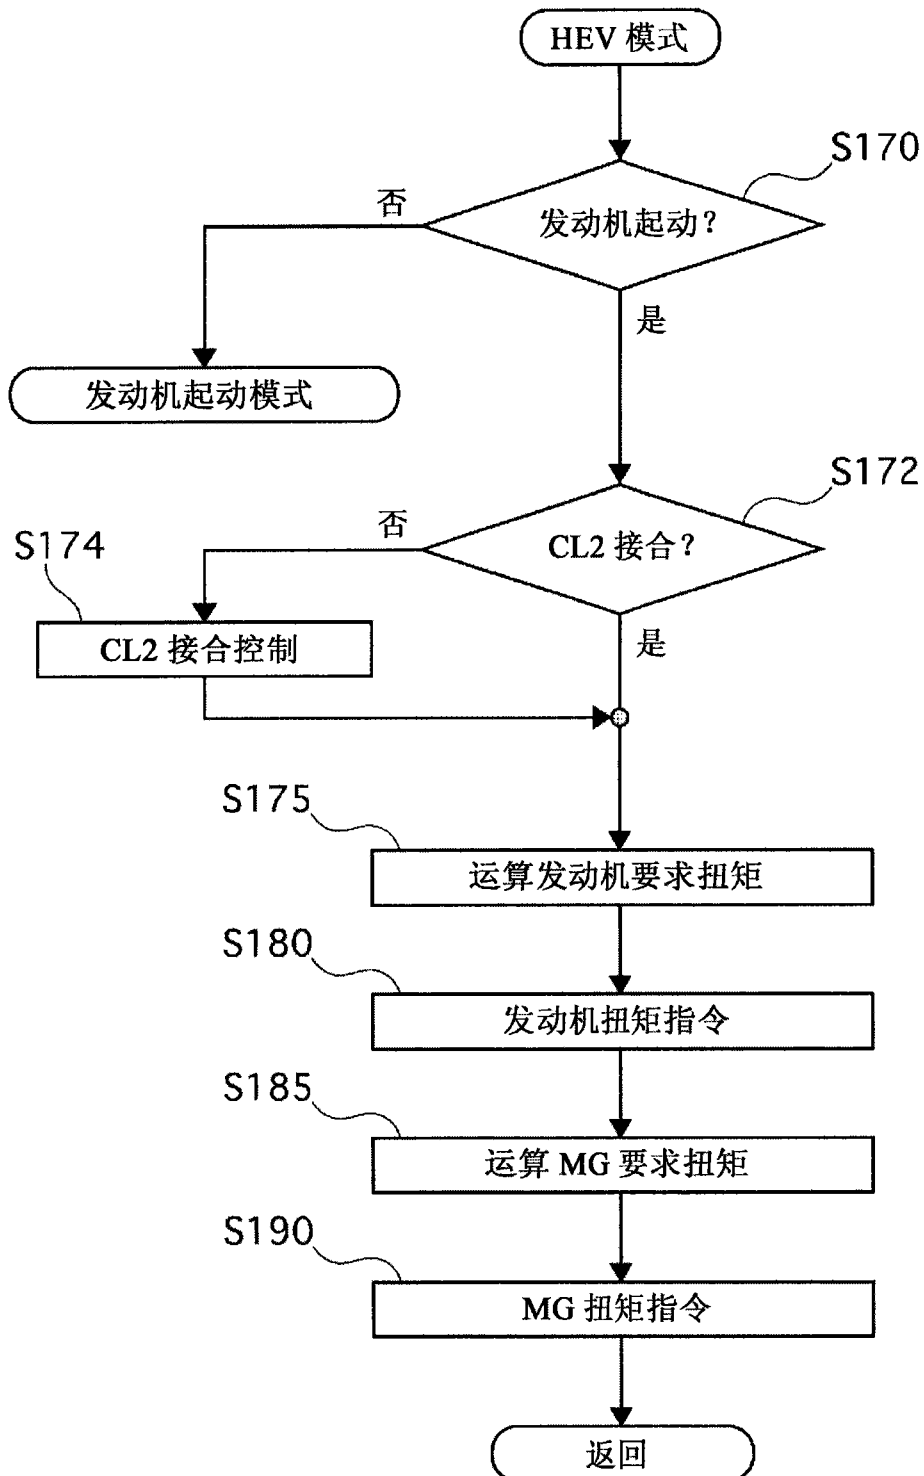 HEV 模式
S170
发动机起动？
否
是
发动机起动模式
S172
CL2 接合？
否
是
S174
CL2 接合控制
S175
运算发动机要求扭矩
S180
发动机扭矩指令
S185
运算 MG 要求扭矩
S190
MG 扭矩指令
返回